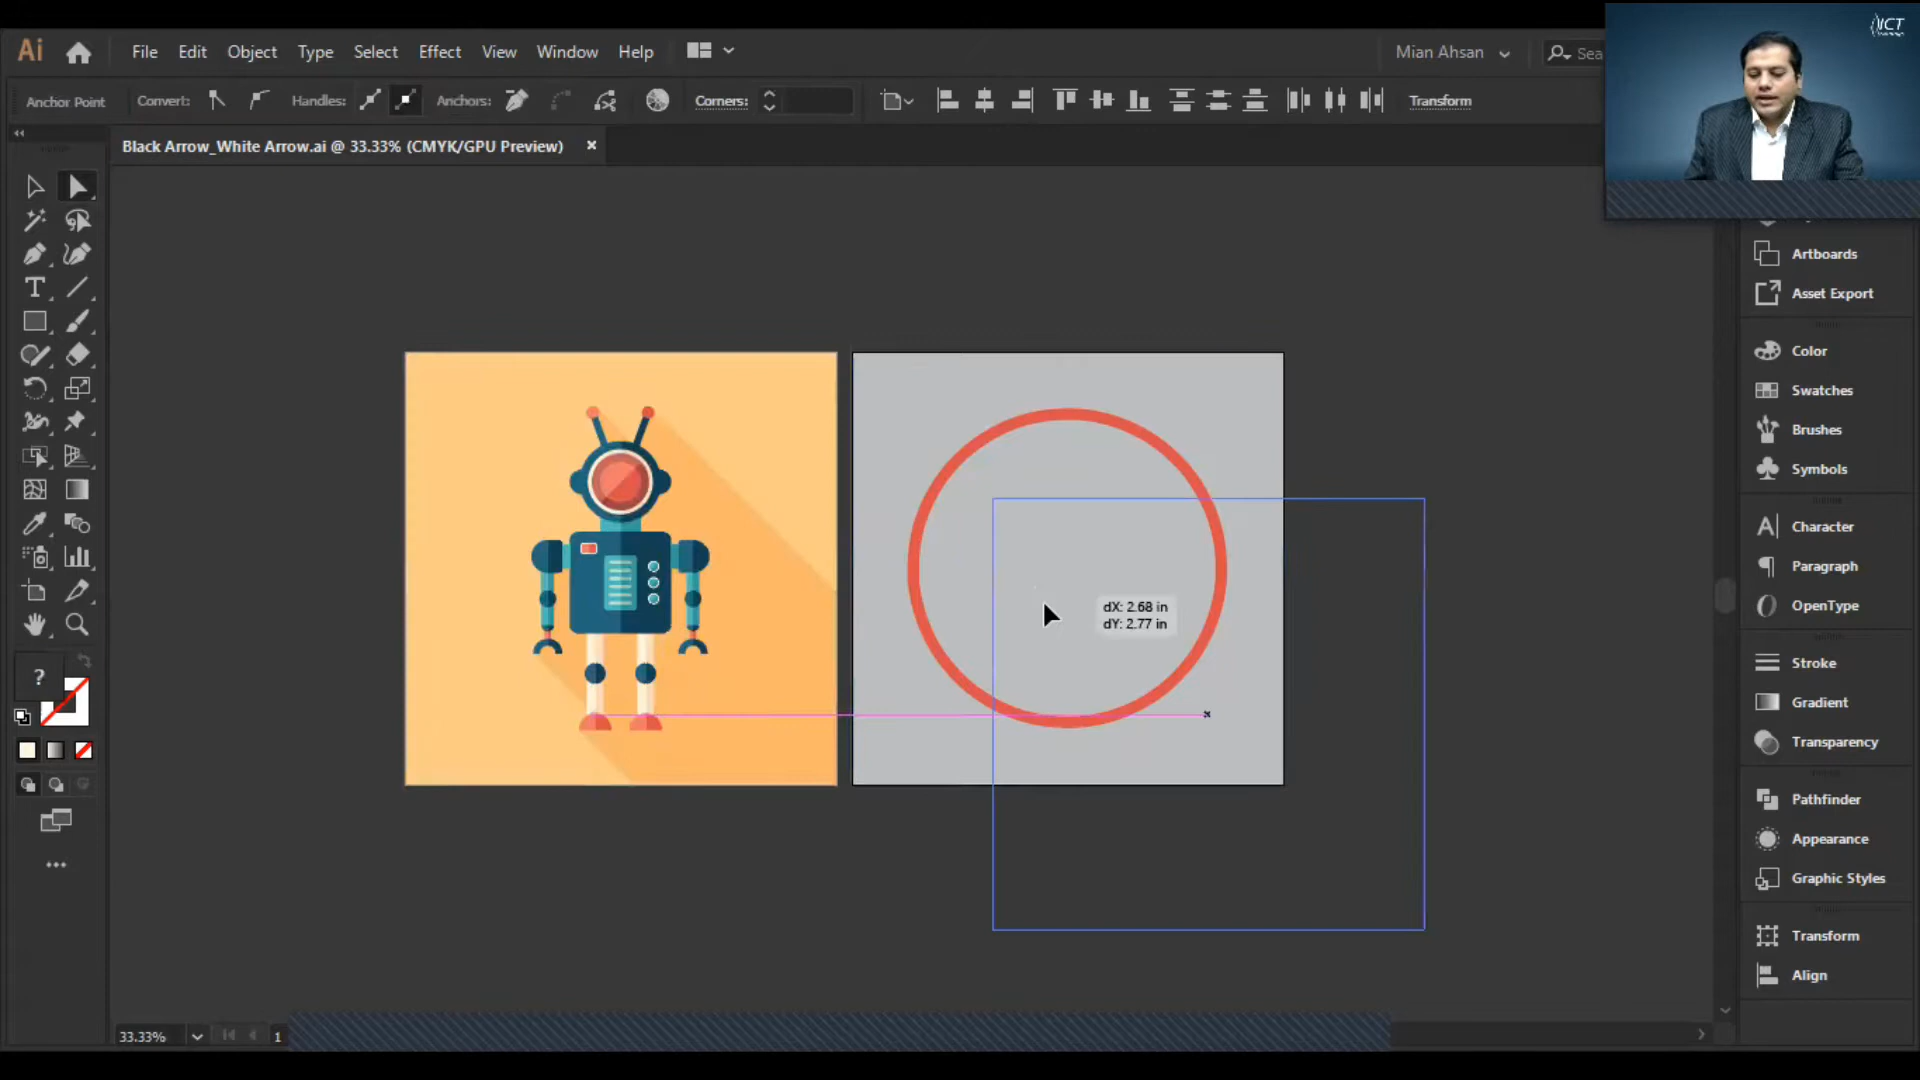 Ai File Edit Object Type Select Effect View Window Help Mian Ahsan Sea
Anchor Point Convert: Handles: Anchors: Corners: Transform
Black Arrow_White Arrow.ai @ 33.33% (CMYK/GPU Preview) ×
ICT
Artboards
Asset Export
Color
Swatches
Brushes
Symbols
Character
Paragraph
OpenType
Stroke
Gradient
Transparency
Pathfinder
Appearance
Graphic Styles
Transform
Align
dX: 2.68 in
dY: 2.77 in
?
33.33% 1